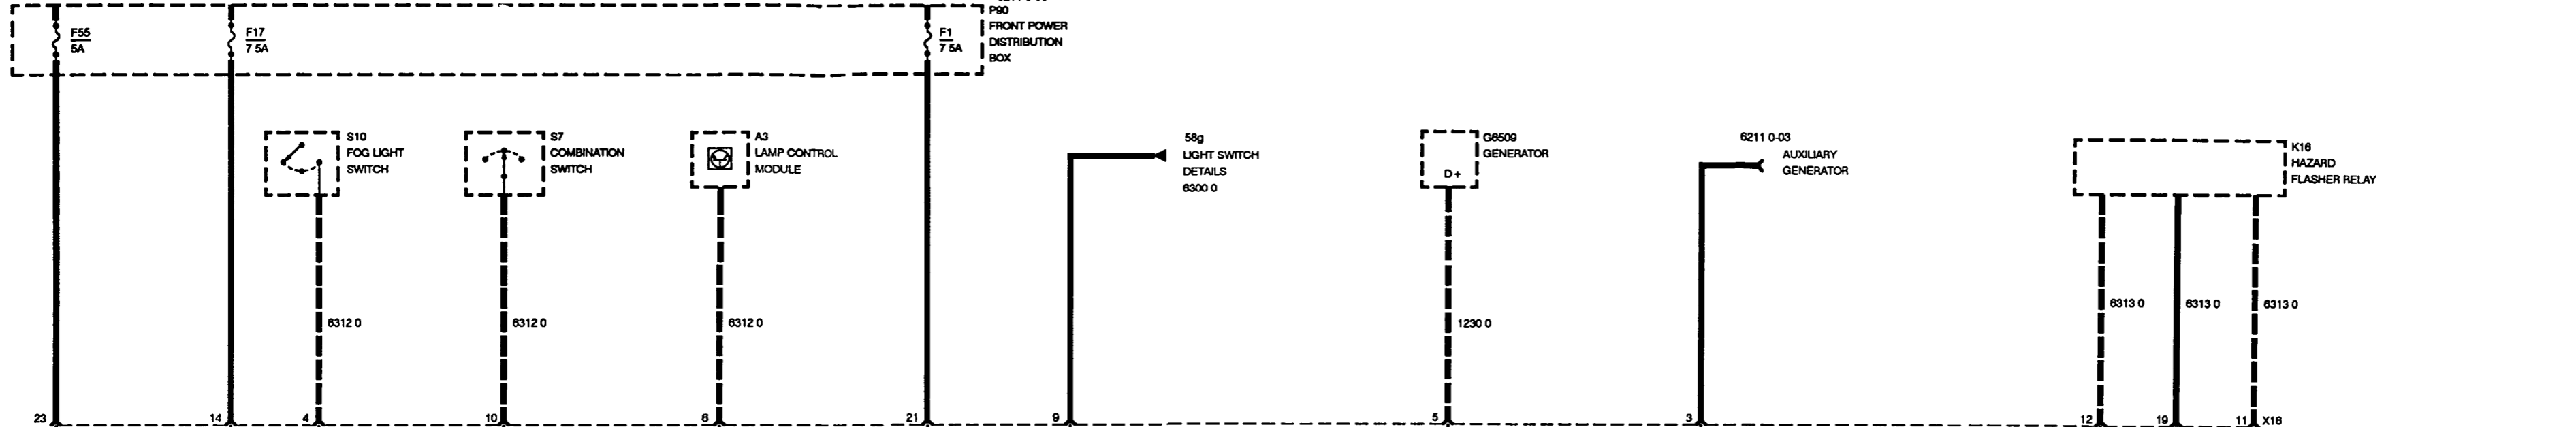 P90
FRONT POWER
DISTRIBUTION
BOX
F55
5A
F17
7 5A
F1
7 5A
S10
FOG LIGHT
SWITCH
S7
COMBINATION
SWITCH
A3
LAMP CONTROL
MODULE
58g
LIGHT SWITCH
DETAILS
6300 0
G6509
GENERATOR
D+
6211 0-03
AUXILIARY
GENERATOR
K16
HAZARD
FLASHER RELAY
6312 0
6312 0
6312 0
1230 0
6313 0
6313 0
6313 0
23
14
4
10
6
21
9
5
3
12
19
11
X16